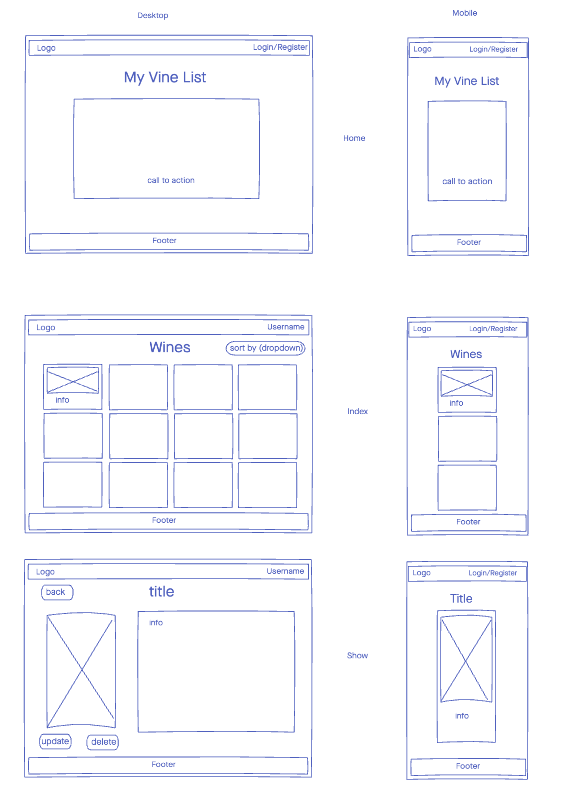 Desktop
Mobile
Logo Login/Register
My Vine List
call to action
Footer
Home
Logo Login/Register
My Vine List
call to action
Footer
Logo Username
Wines sort by (dropdown)
info
Footer
Index
Logo Login/Register
Wines
info
Footer
Logo Username
back title
info
update delete
Footer
Show
Logo Login/Register
Title
info
Footer